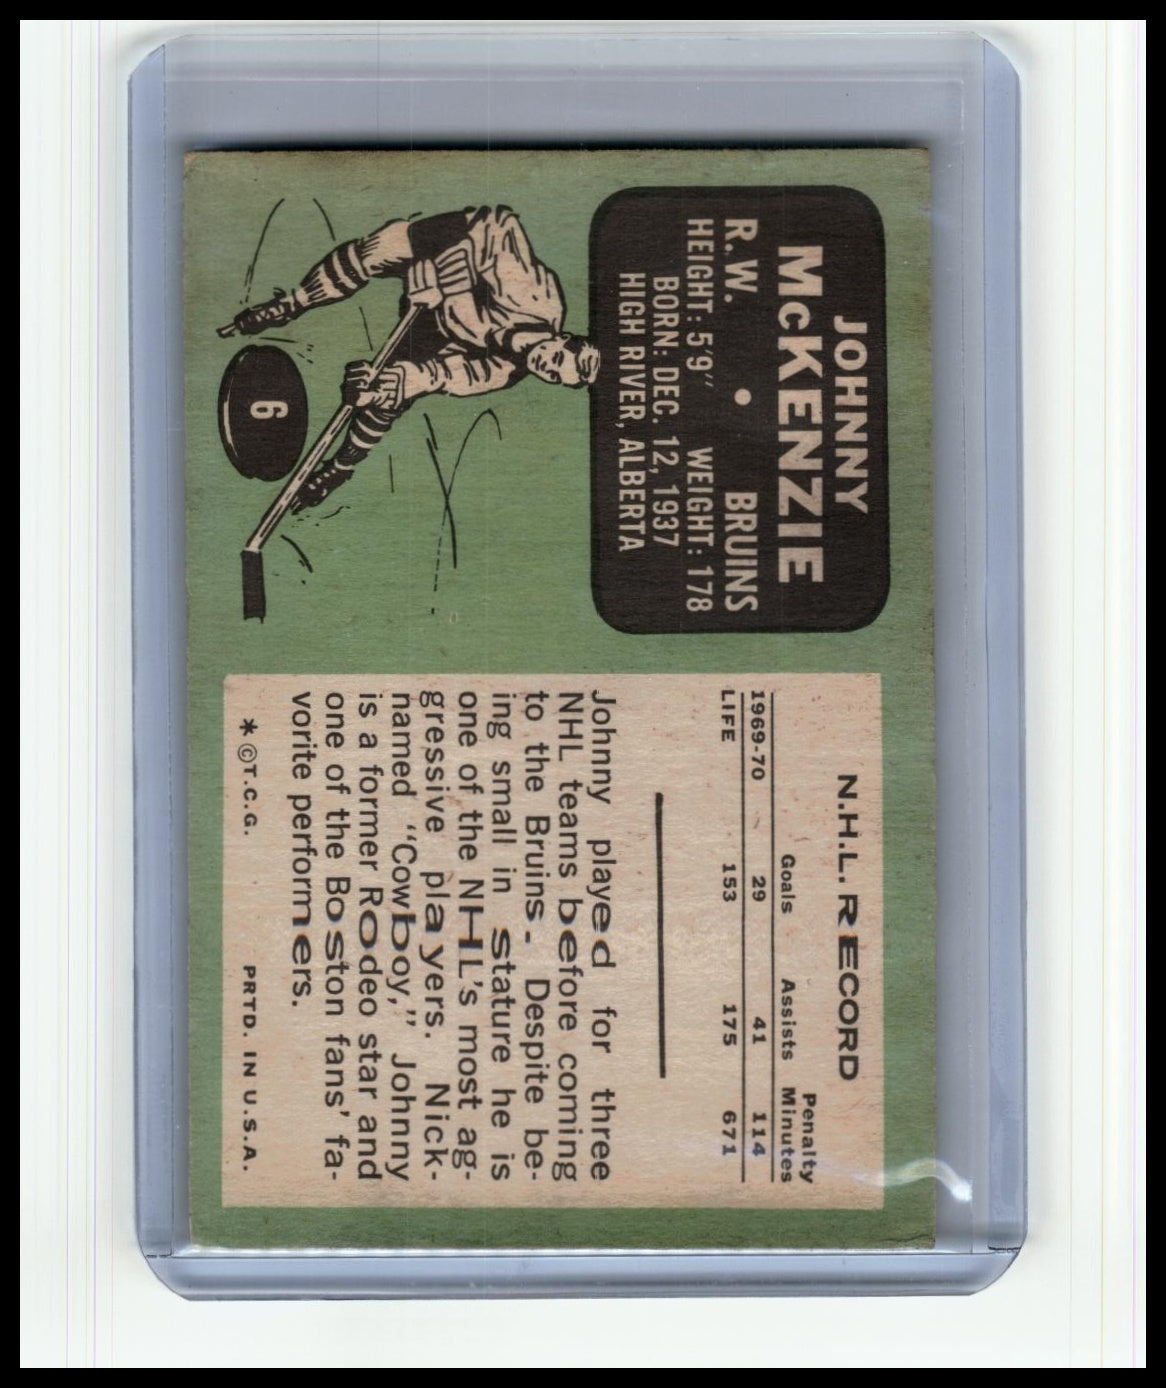 JOHNNY
McKENZIE
R.W. • BRUINS
HEIGHT: 5'9" WEIGHT: 178
BORN: DEC. 12, 1937
HIGH RIVER, ALBERTA
6
N.H.L. RECORD
Goals Assists Penalty Minutes
1969-70 29 41 114
LIFE 153 175 671
Johnny played for three
NHL teams before coming
to the Bruins. Despite be-
ing small in stature he is
one of the NHL's most ag-
gressive players. Nick-
named "Cowboy," Johnny
is a former Rodeo star and
one of the Boston fans' fa-
vorite performers.
* ©T.C.G. PRTD. IN U.S.A.